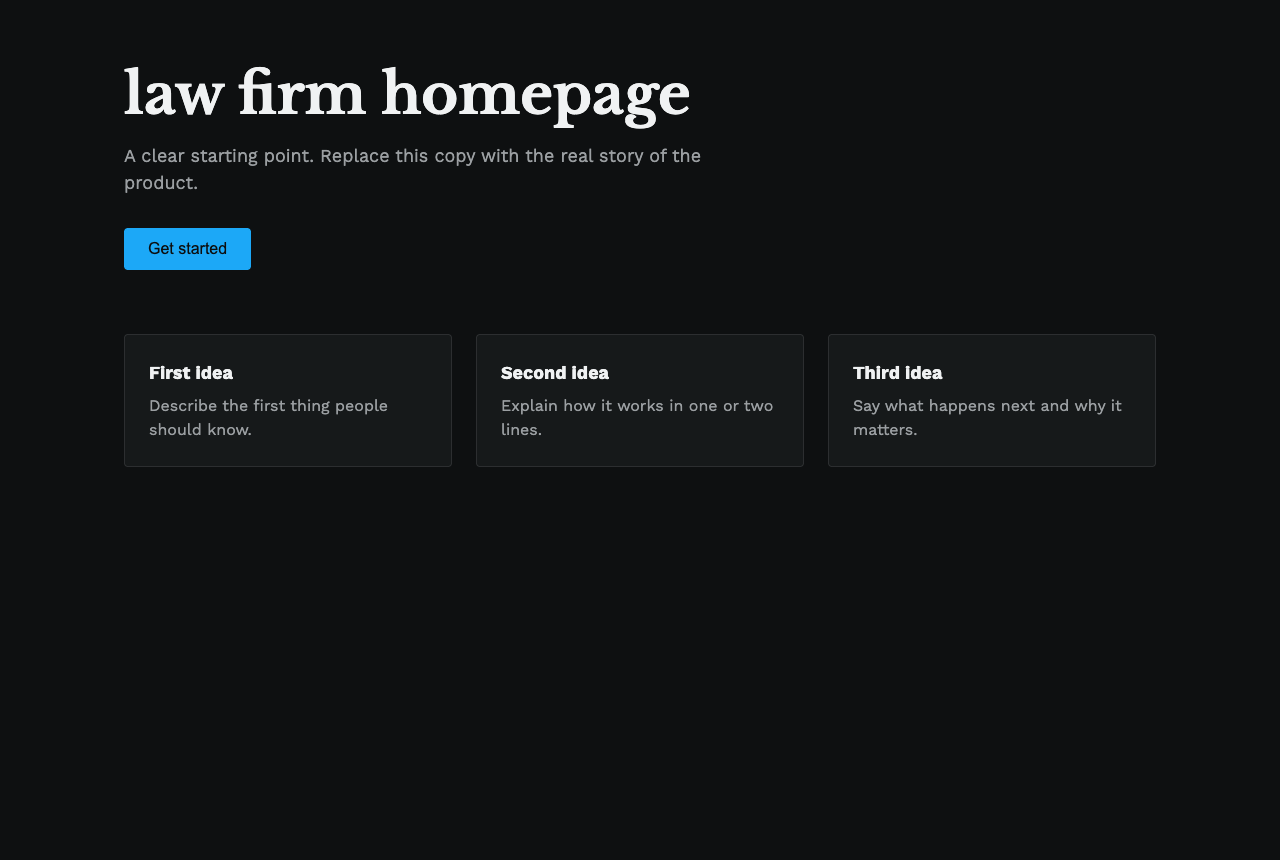 law firm homepage
A clear starting point. Replace this copy with the real story of the
product.
Get started
First idea
Describe the first thing people
should know.
Second idea
Explain how it works in one or two
lines.
Third idea
Say what happens next and why it
matters.